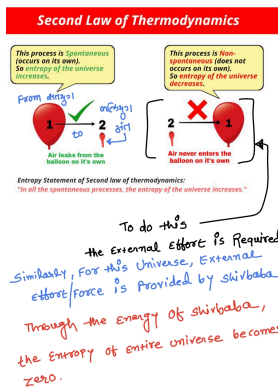 Second Law of Thermodynamics
This process is Spontaneous
(occurs on its own).
So entropy of the universe
increases.
This process is Non-
spontaneous (does not
occurs on its own).
So entropy of the universe
decreases.
From सतयुग
कलयुग
1
to
2
होता
2
1
Air leaks from the
balloon on it's own
Air never enters the
balloon on it's own
Entropy Statement of Second law of thermodynamics:
"In all the spontaneous processes, the entropy of the universe increases."
To do this
the External Effort is Required
Similarly, For this Universe, External
effort/Force is Provided by Shivbaba
Through the Energy of Shivbaba,
the Entropy of entire universe becomes
zero.